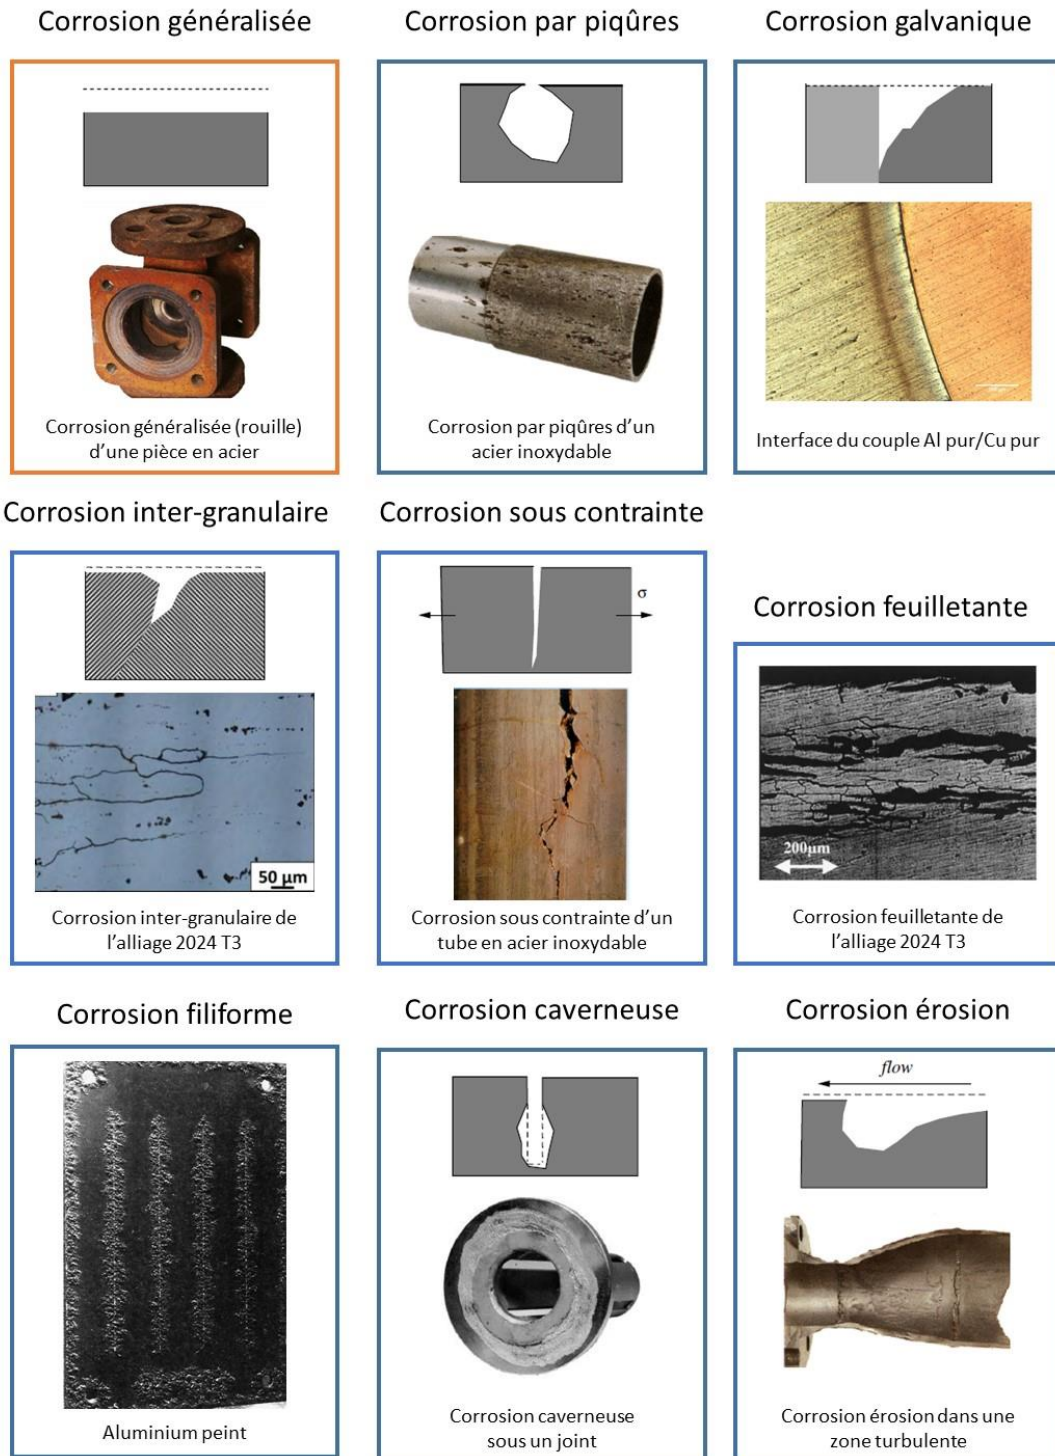 Corrosion généralisée
Corrosion par piqûres
Corrosion galvanique
Corrosion généralisée (rouille)
d’une pièce en acier
Corrosion par piqûres d’un
acier inoxydable
Interface du couple Al pur/Cu pur
Corrosion inter-granulaire
Corrosion sous contrainte
Corrosion feuilletante
σ
50 µm
200µm
Corrosion inter-granulaire de
l’alliage 2024 T3
Corrosion sous contrainte d’un
tube en acier inoxydable
Corrosion feuilletante de
l’alliage 2024 T3
Corrosion filiforme
Corrosion caverneuse
Corrosion érosion
flow
Aluminium peint
Corrosion caverneuse
sous un joint
Corrosion érosion dans une
zone turbulente